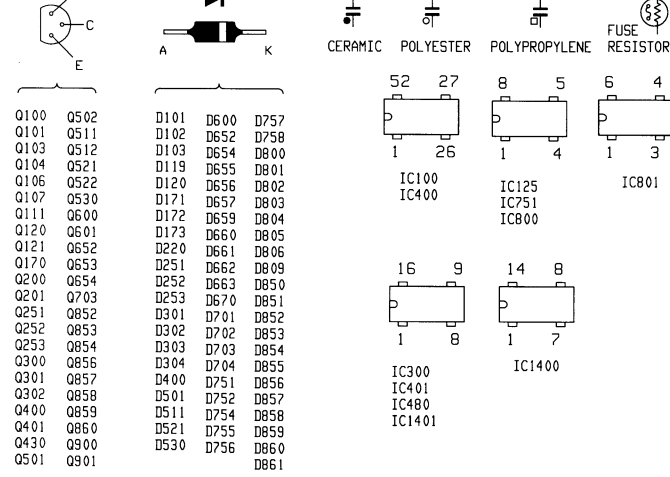 C
E
A K
CERAMIC POLYESTER POLYPROPYLENE FUSE RESISTOR
Q100 Q502
Q101 Q511
Q103 Q512
Q104 Q521
Q106 Q522
Q107 Q530
Q111 Q600
Q120 Q601
Q121 Q652
Q170 Q653
Q200 Q654
Q201 Q703
Q251 Q852
Q252 Q853
Q253 Q854
Q300 Q856
Q301 Q857
Q302 Q858
Q400 Q859
Q401 Q860
Q430 Q900
Q501 Q901
D101 D600 D757
D102 D652 D758
D103 D654 D800
D119 D655 D801
D120 D656 D802
D171 D657 D803
D172 D659 D804
D173 D660 D805
D220 D661 D806
D251 D662 D809
D252 D663 D850
D253 D670 D851
D301 D701 D852
D302 D702 D853
D303 D703 D854
D304 D704 D855
D400 D751 D856
D501 D752 D857
D511 D754 D858
D521 D755 D859
D530 D756 D860
D861
52 27
1 26
IC100
IC400
8 5
1 4
IC125
IC751
IC800
6 4
1 3
IC801
16 9
1 8
IC300
IC401
IC480
IC1401
14 8
1 7
IC1400